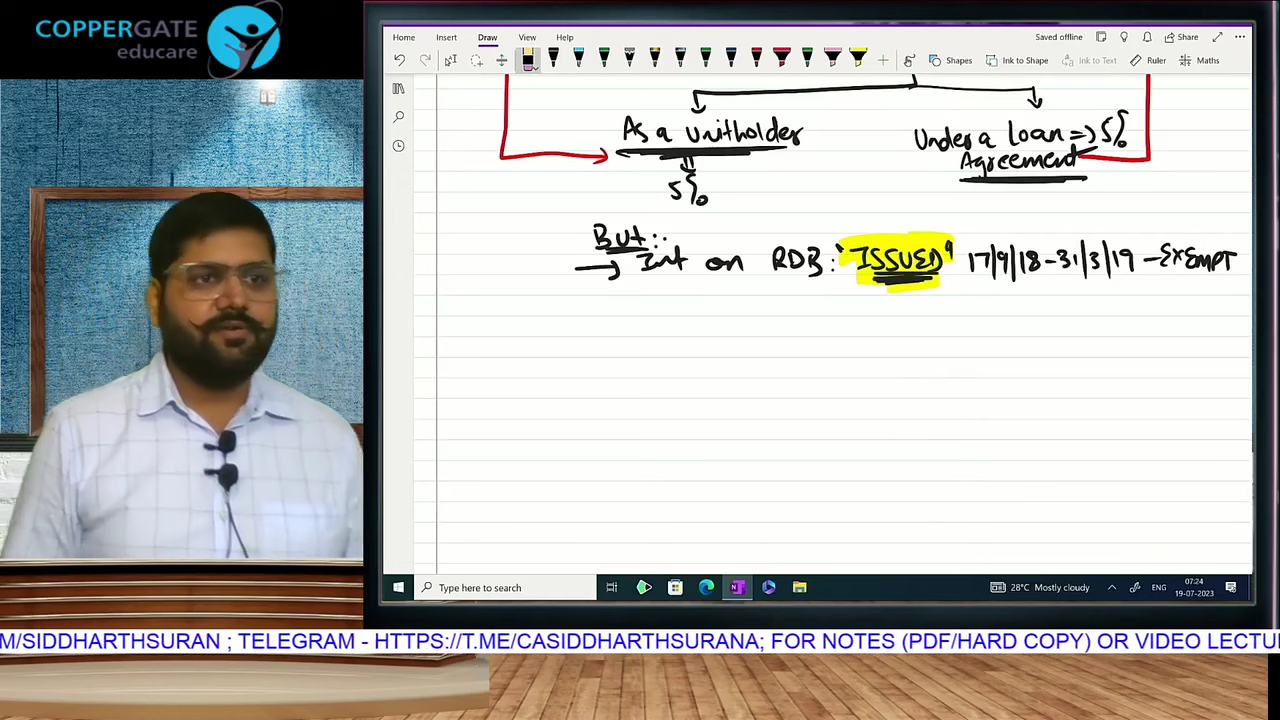 COPPERGATE
educare
Home Insert Draw View Help
Saved offline
Share
Shapes Ink to Shape Ink to Text Ruler Maths
As a unitholder
5%
Under a loan => 5%
Agreement
But:
→ Int on RDB: "ISSUED" 17/9/18-31/3/19 - EXEMPT
Type here to search
28°C Mostly cloudy
ENG
07:24
19-07-2023
M/SIDDHARTHSURAN ; TELEGRAM - HTTPS://T.ME/CASIDDHARTHSURANA; FOR NOTES (PDF/HARD COPY) OR VIDEO LECTU